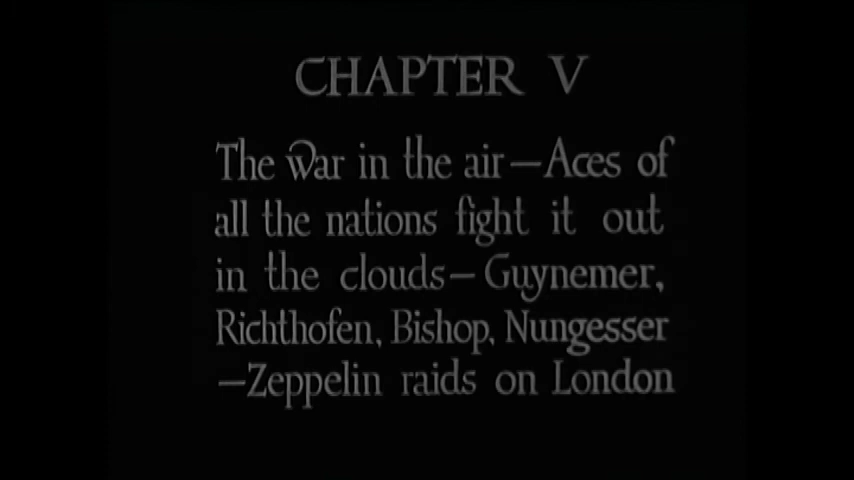 CHAPTER V
The war in the air—Aces of
all the nations fight it out
in the clouds—Guynemer,
Richthofen, Bishop, Nungesser
—Zeppelin raids on London